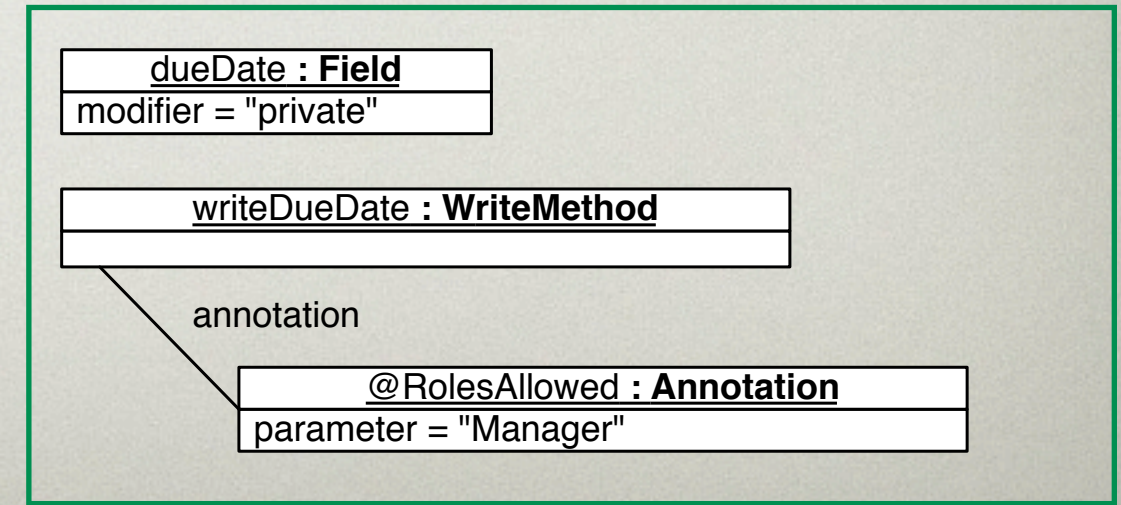 dueDate : Field
modifier = "private"
writeDueDate : WriteMethod
annotation
@RolesAllowed : Annotation
parameter = "Manager"